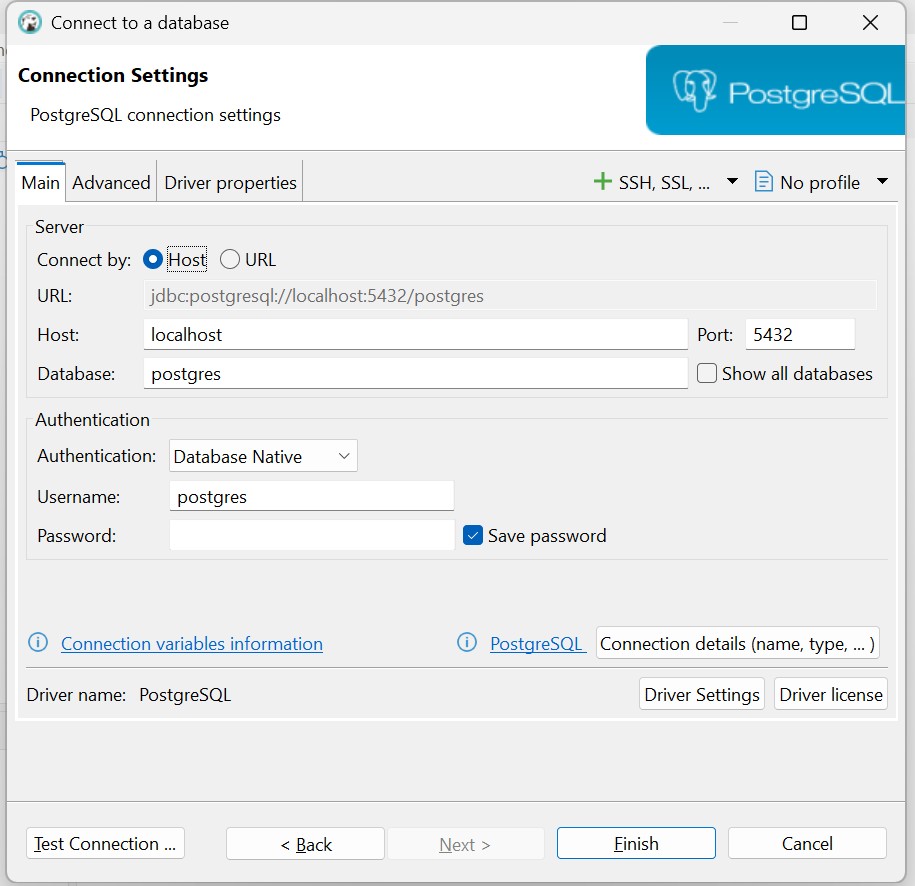 Connect to a database
Connection Settings
PostgreSQL connection settings
PostgreSQL
Main Advanced Driver properties SSH, SSL, ... No profile
Server
Connect by: Host URL
URL: jdbc:postgresql://localhost:5432/postgres
Host: localhost Port: 5432
Database: postgres Show all databases
Authentication
Authentication: Database Native
Username: postgres
Password: Save password
Connection variables information PostgreSQL Connection details (name, type, ... )
Driver name: PostgreSQL Driver Settings Driver license
Test Connection ... < Back Next > Finish Cancel